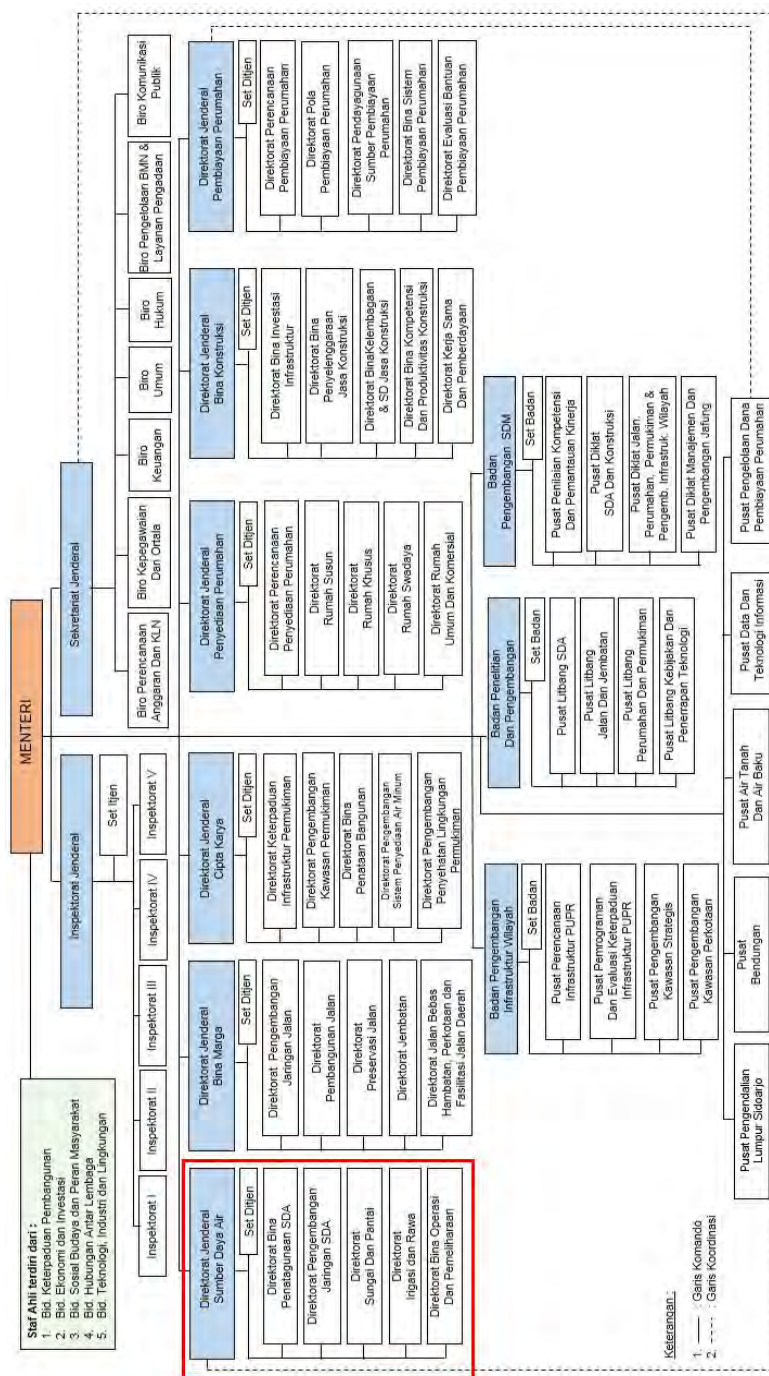 MENTERI
Staf Ahli terdiri dari :
1. Bid. Keterpaduan Pembangunan
2. Bid. Ekonomi dan Investasi
3. Bid. Sosial Budaya dan Peran Masyarakat
4. Bid. Hubungan Antar Lembaga
5. Bid. Teknologi, Industri dan Lingkungan
Inspektorat Jenderal
Set Itjen
Inspektorat I
Inspektorat II
Inspektorat III
Inspektorat IV
Inspektorat V
Sekretariat Jenderal
Biro Perencanaan
Anggaran Dan KLN
Biro Kepegawaian
Dan Ortala
Biro
Keuangan
Biro
Umum
Biro
Hukum
Biro Pengelolaan BMN &
Layanan Pengadaan
Biro Komunikasi
Publik
Direktorat Jenderal
Sumber Daya Air
Set Ditjen
Direktorat Bina
Penatagunaan SDA
Direktorat Pengembangan
Jaringan SDA
Direktorat
Sungai Dan Pantai
Direktorat
Irigasi dan Rawa
Direktorat Bina Operasi
Dan Pemeliharaan
Direktorat Jenderal
Bina Marga
Set Ditjen
Direktorat Pengembangan
Jaringan Jalan
Direktorat
Pembangunan Jalan
Direktorat
Preservasi Jalan
Direktorat Jembatan
Direktorat Jalan Bebas
Hambatan, Perkotaan dan
Fasilitasi Jalan Daerah
Direktorat Jenderal
Cipta Karya
Set Ditjen
Direktorat Keterpaduan
Infrastruktur Permukiman
Direktorat Pengembangan
Kawasan Permukiman
Direktorat Bina
Penataan Bangunan
Direktorat Pengembangan
Sistem Penyediaan Air Minum
Direktorat Pengembangan
Penyehatan Lingkungan
Permukiman
Direktorat Jenderal
Penyediaan Perumahan
Set Ditjen
Direktorat Perencanaan
Penyediaan Perumahan
Direktorat
Rumah Susun
Direktorat
Rumah Khusus
Direktorat
Rumah Swadaya
Direktorat Rumah
Umum Dan Komersial
Direktorat Jenderal
Bina Konstruksi
Set Ditjen
Direktorat Bina Investasi
Infrastruktur
Direktorat Bina
Penyelenggaraan
Jasa Konstruksi
Direktorat BinaKelembagaan
& SD Jasa Konstruksi
Direktorat Bina Kompetensi
Dan Produktivitas Konstruksi
Direktorat Kerja Sama
Dan Pemberdayaan
Direktorat Jenderal
Pembiayaan Perumahan
Set Ditjen
Direktorat Perencanaan
Pembiayaan Perumahan
Direktorat Pola
Pembiayaan Perumahan
Direktorat Pendayagunaan
Sumber Pembiayaan
Perumahan
Direktorat Bina Sistem
Pembiayaan Perumahan
Direktorat Evaluasi Bantuan
Pembiayaan Perumahan
Badan Pengembangan
Infrastruktur Wilayah
Set Badan
Pusat Perencanaan
Infrastruktur PUPR
Pusat Pemrograman
Dan Evaluasi Keterpaduan
Infrastruktur PUPR
Pusat Pengembangan
Kawasan Strategis
Pusat Pengembangan
Kawasan Perkotaan
Badan Penelitian
Dan Pengembangan
Set Badan
Pusat Litbang SDA
Pusat Litbang
Jalan Dan Jembatan
Pusat Litbang
Perumahan Dan Permukiman
Pusat Litbang Kebijakan Dan
Penerrapan Teknologi
Badan
Pengembangan SDM
Set Badan
Pusat Penilaian Kompetensi
Dan Pemantauan Kinerja
Pusat Diklat
SDA Dan Konstruksi
Pusat Diklat Jalan,
Perumahan, Permukiman &
Pengemb. Infrastruk. Wilayah
Pusat Diklat Manajemen Dan
Pengembangan Jafung
Pusat Pengendalian
Lumpur Sidoarjo
Pusat
Bendungan
Pusat Air Tanah
Dan Air Baku
Pusat Data Dan
Teknologi Informasi
Pusat Pengelolaan Dana
Pembiayaan Perumahan
Keterangan :
1. —— : Garis Komando
2. - - - - : Garis Koordinasi